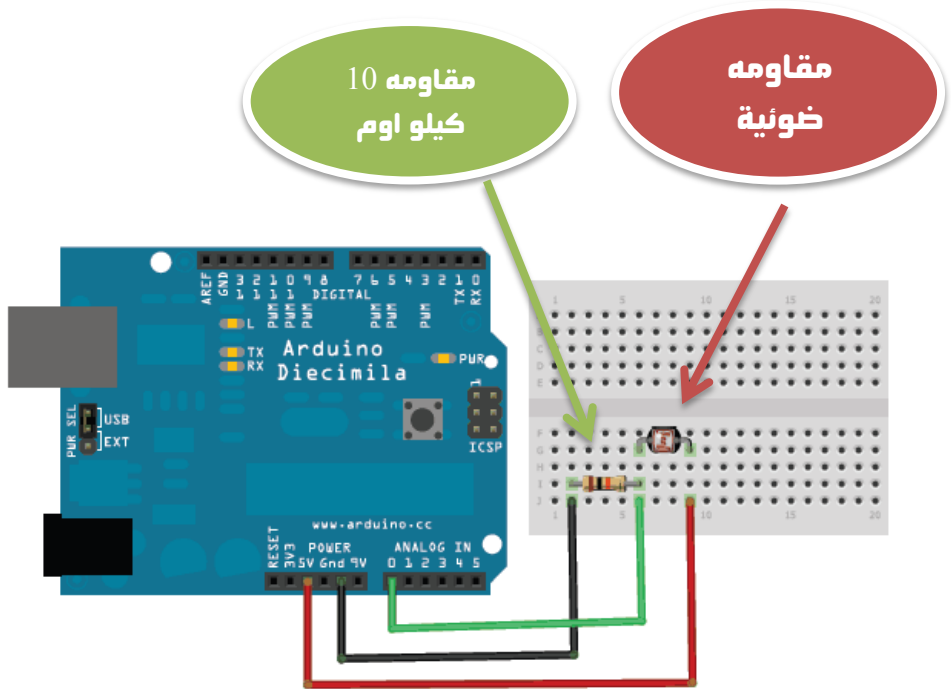 مقاومه 10
كيلو اوم
مقاومه
ضوئية
AREF
GND
13
12
11
10
9
8
7
6
5
4
3
2
1
0
PWM
PWM
PWM
PWM
PWM
PWM
TX
RX
DIGITAL
L
TX
RX
Arduino
Diecimila
PWR
1
ICSP
PWR SEL
USB
EXT
www.arduino.cc
POWER
ANALOG IN
RESET
3V3
5V Gnd 9V
0 1 2 3 4 5
1 5 10 15 20
C
D
E
F
G
H
I
J
1 5 10 15 20